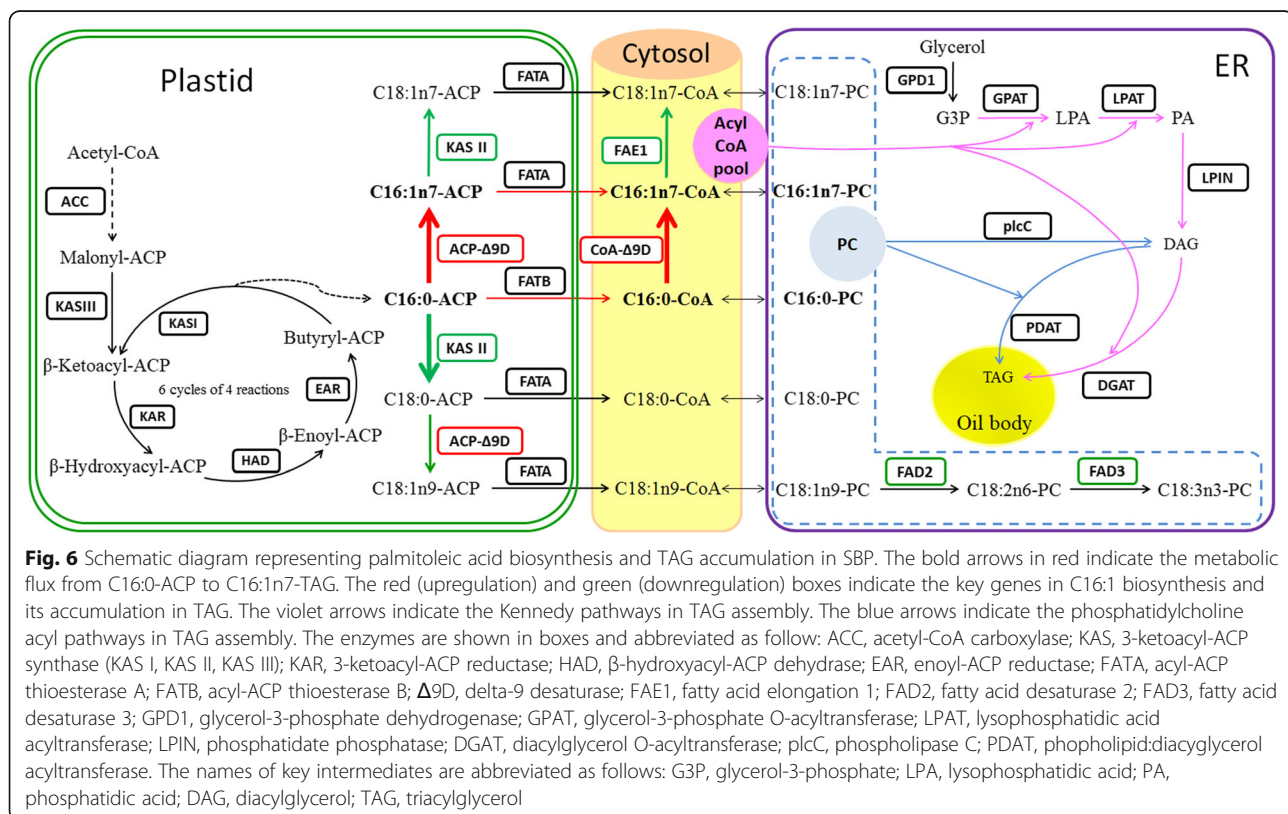 Plastid
Cytosol
ER
Acetyl-CoA
ACC
Malonyl-ACP
KASIII
KASI
β-Ketoacyl-ACP
6 cycles of 4 reactions
KAR
β-Hydroxyacyl-ACP
HAD
β-Enoyl-ACP
EAR
Butyryl-ACP
C18:1n7-ACP
FATA
C18:1n7-CoA
C18:1n7-PC
KAS II
FAE1
Acyl
CoA
pool
C16:1n7-ACP
FATA
C16:1n7-CoA
C16:1n7-PC
ACP-Δ9D
CoA-Δ9D
C16:0-ACP
FATB
C16:0-CoA
C16:0-PC
KAS II
C18:0-ACP
FATA
C18:0-CoA
C18:0-PC
ACP-Δ9D
FATA
C18:1n9-ACP
C18:1n9-CoA
C18:1n9-PC
FAD2
C18:2n6-PC
FAD3
C18:3n3-PC
Glycerol
GPD1
G3P
GPAT
LPA
LPAT
PA
LPIN
PC
plcC
DAG
PDAT
DGAT
TAG
Oil body
Fig. 6 Schematic diagram representing palmitoleic acid biosynthesis and TAG accumulation in SBP. The bold arrows in red indicate the metabolic
flux from C16:0-ACP to C16:1n7-TAG. The red (upregulation) and green (downregulation) boxes indicate the key genes in C16:1 biosynthesis and
its accumulation in TAG. The violet arrows indicate the Kennedy pathways in TAG assembly. The blue arrows indicate the phosphatidylcholine
acyl pathways in TAG assembly. The enzymes are shown in boxes and abbreviated as follow: ACC, acetyl-CoA carboxylase; KAS, 3-ketoacyl-ACP
synthase (KAS I, KAS II, KAS III); KAR, 3-ketoacyl-ACP reductase; HAD, β-hydroxyacyl-ACP dehydrase; EAR, enoyl-ACP reductase; FATA, acyl-ACP
thioesterase A; FATB, acyl-ACP thioesterase B; Δ9D, delta-9 desaturase; FAE1, fatty acid elongation 1; FAD2, fatty acid desaturase 2; FAD3, fatty acid
desaturase 3; GPD1, glycerol-3-phosphate dehydrogenase; GPAT, glycerol-3-phosphate O-acyltransferase; LPAT, lysophosphatidic acid
acyltransferase; LPIN, phosphatidate phosphatase; DGAT, diacylglycerol O-acyltransferase; plcC, phospholipase C; PDAT, phopholipid:diacyglycerol
acyltransferase. The names of key intermediates are abbreviated as follows: G3P, glycerol-3-phosphate; LPA, lysophosphatidic acid; PA,
phosphatidic acid; DAG, diacylglycerol; TAG, triacylglycerol